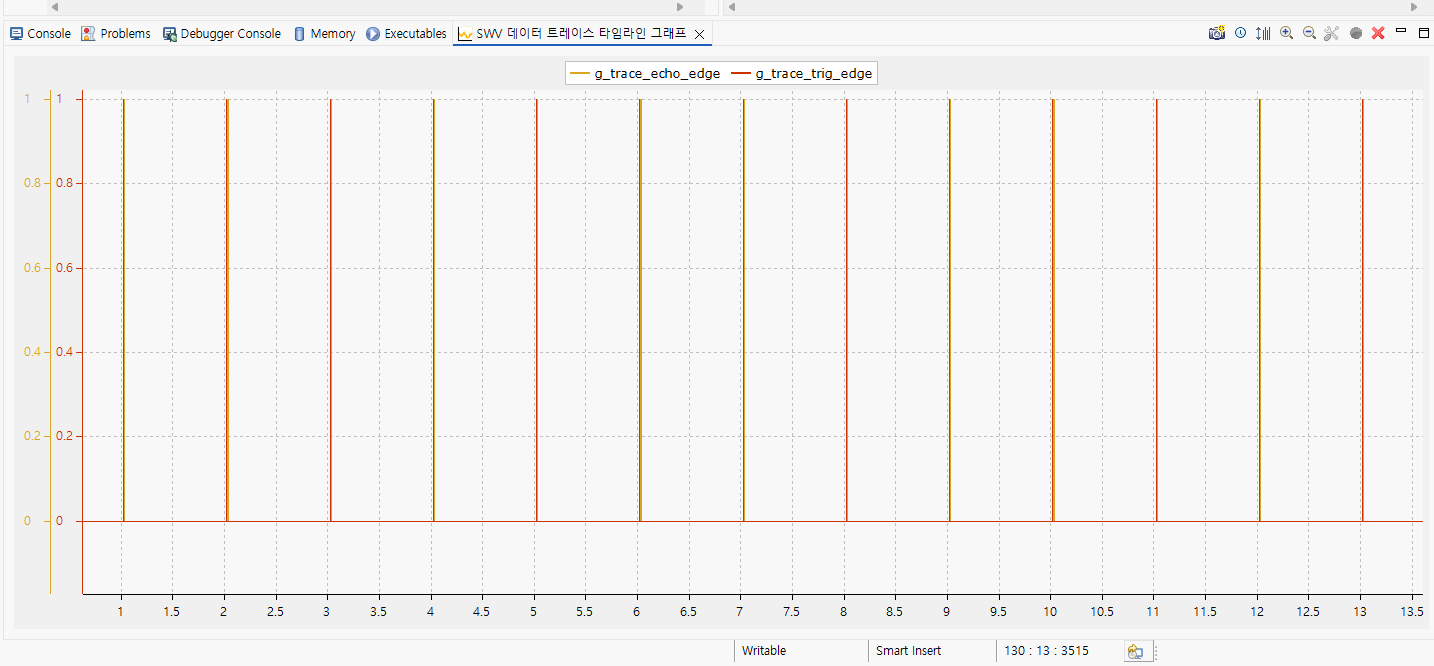 Console Problems Debugger Console Memory Executables SWV 데이터 트레이스 타임라인 그래프
g_trace_echo_edge g_trace_trig_edge
1 1
0.8 0.8
0.6 0.6
0.4 0.4
0.2 0.2
0 0
1 1.5 2 2.5 3 3.5 4 4.5 5 5.5 6 6.5 7 7.5 8 8.5 9 9.5 10 10.5 11 11.5 12 12.5 13 13.5
Writable Smart Insert 130 : 13 : 3515